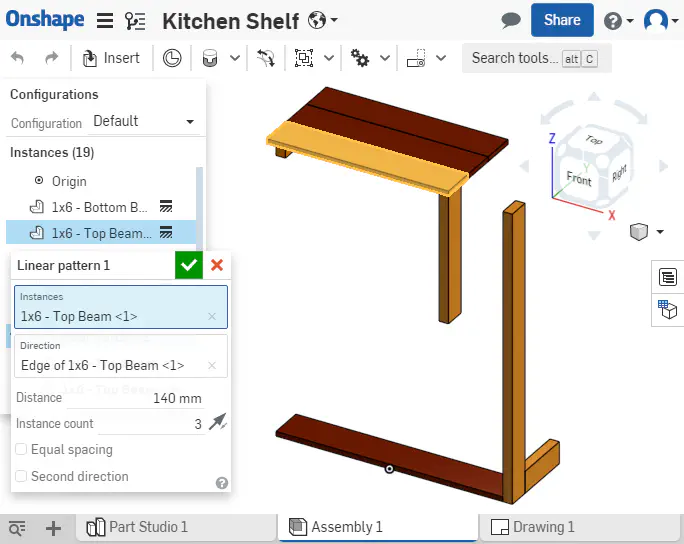 Onshape
Kitchen Shelf
Share
Insert
Search tools... alt C
Configurations
Configuration Default
Instances (19)
Origin
1x6 - Bottom B...
1x6 - Top Beam...
Linear pattern 1
Instances
1x6 - Top Beam <1>
Direction
Edge of 1x6 - Top Beam <1>
Distance 140 mm
Instance count 3
Equal spacing
Second direction
Top
Front
Right
Z
Y
X
Part Studio 1
Assembly 1
Drawing 1